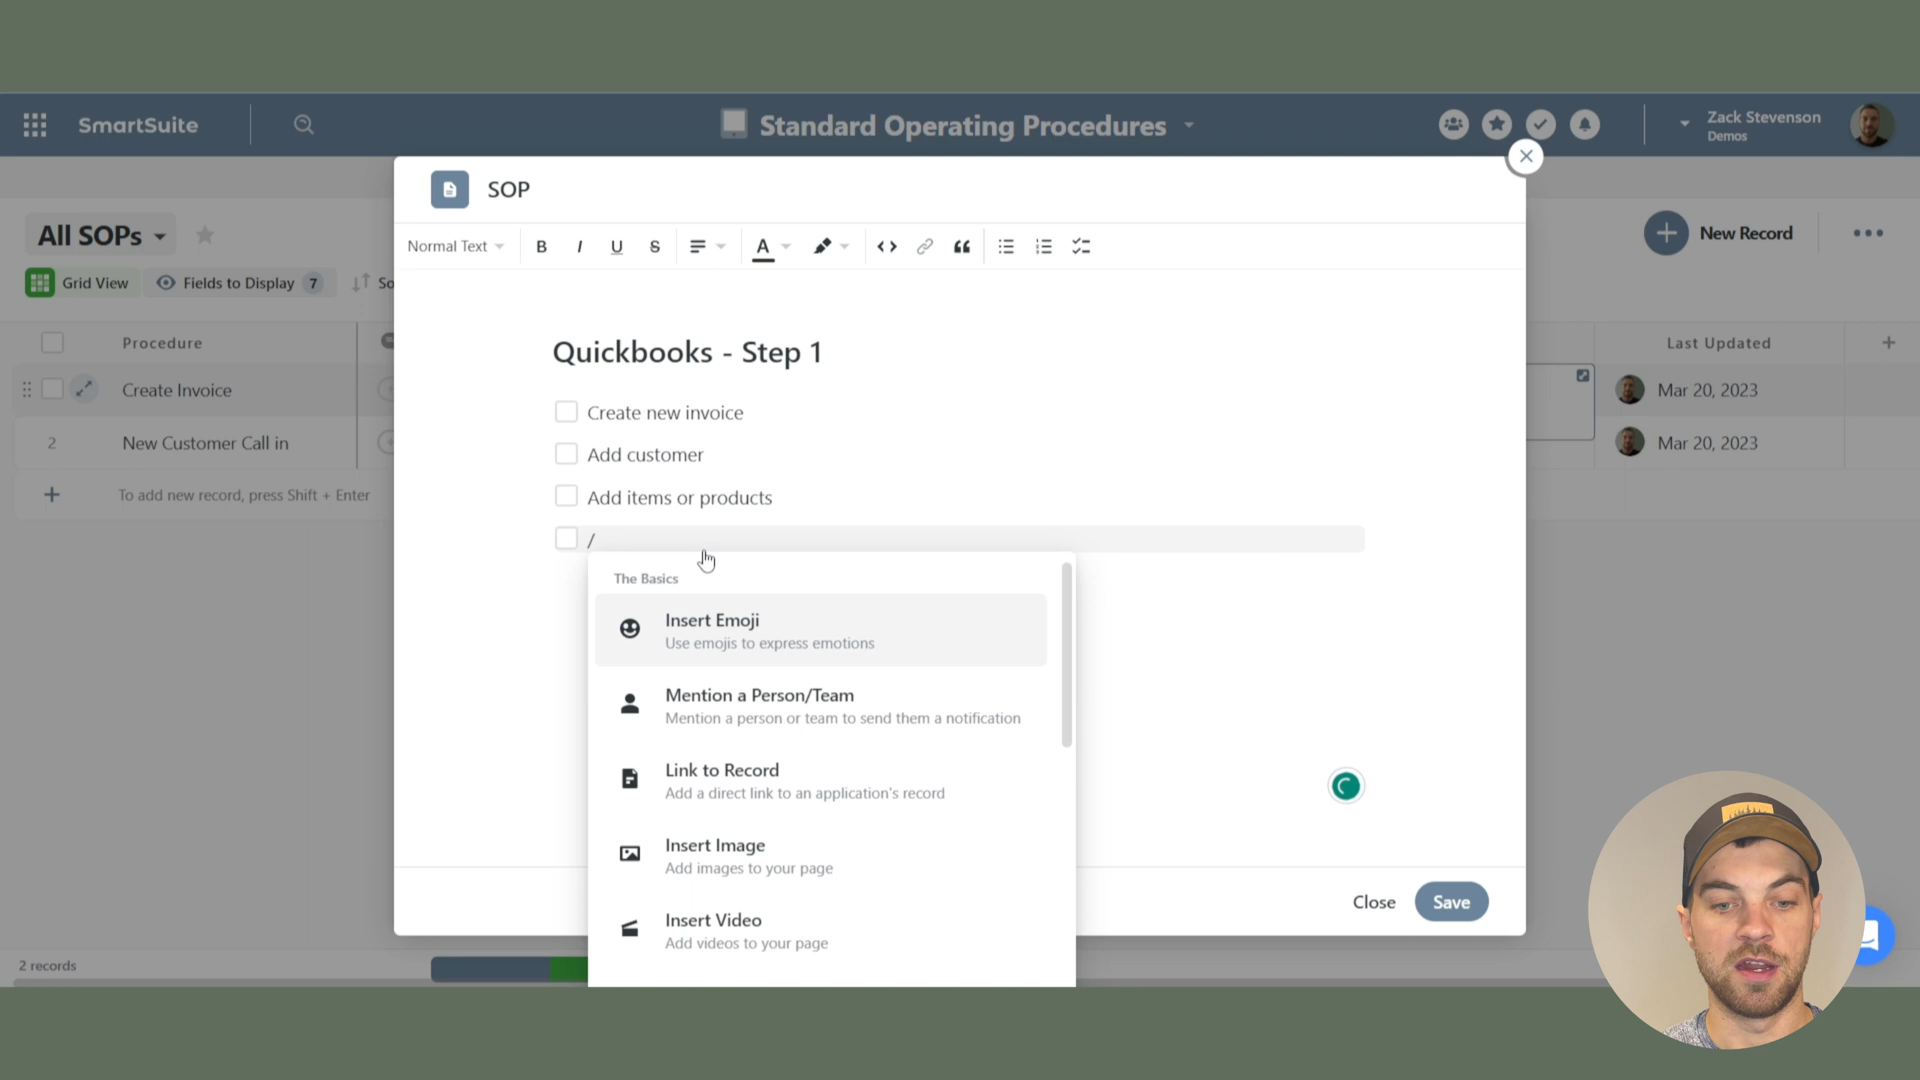 SmartSuite
Standard Operating Procedures
Zack Stevenson
Demos
SOP
All SOPs
New Record
Normal Text B I U S A
Grid View
Fields to Display 7
So
Procedure
Last Updated
Quickbooks - Step 1
Create Invoice
Mar 20, 2023
Create new invoice
2
New Customer Call in
Mar 20, 2023
Add customer
To add new record, press Shift + Enter
Add items or products
/
The Basics
Insert Emoji
Use emojis to express emotions
Mention a Person/Team
Mention a person or team to send them a notification
Link to Record
Add a direct link to an application's record
Insert Image
Add images to your page
Close
Save
Insert Video
Add videos to your page
2 records